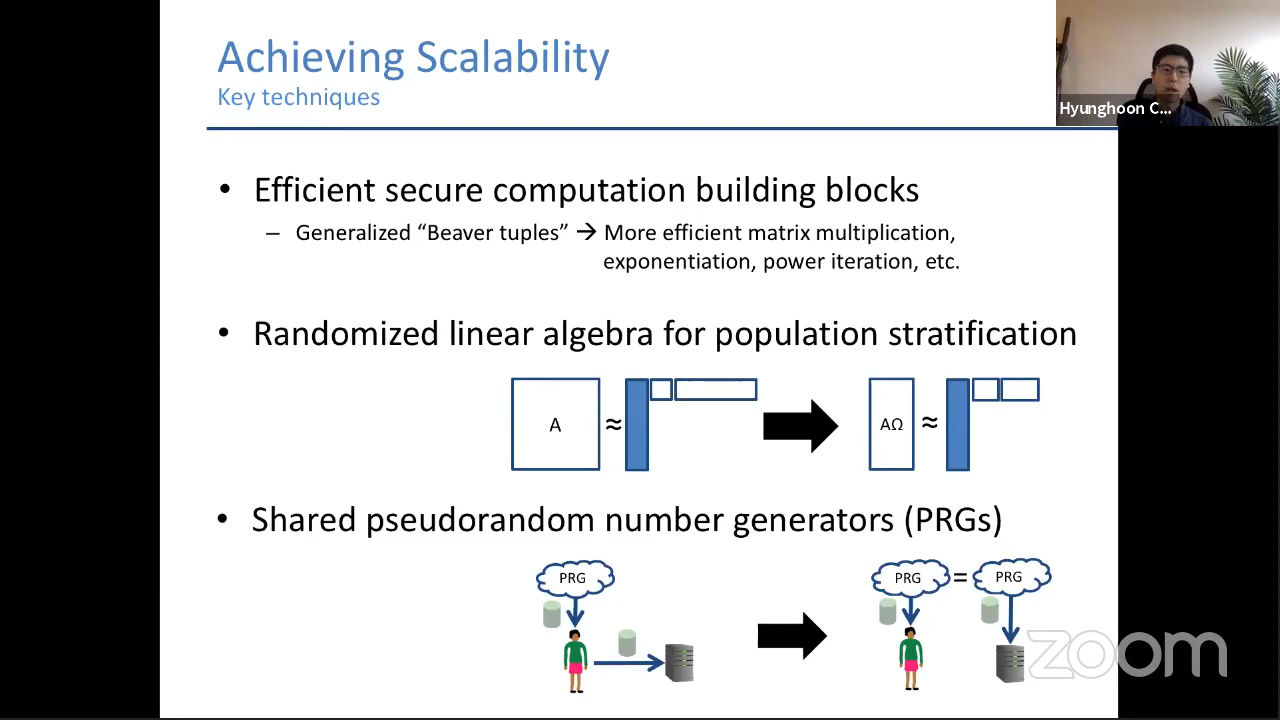 Achieving Scalability
Key techniques
Hyunghoon C...
• Efficient secure computation building blocks
– Generalized “Beaver tuples” → More efficient matrix multiplication,
exponentiation, power iteration, etc.
• Randomized linear algebra for population stratification
A ≈
AΩ ≈
• Shared pseudorandom number generators (PRGs)
PRG
PRG = PRG
zoom